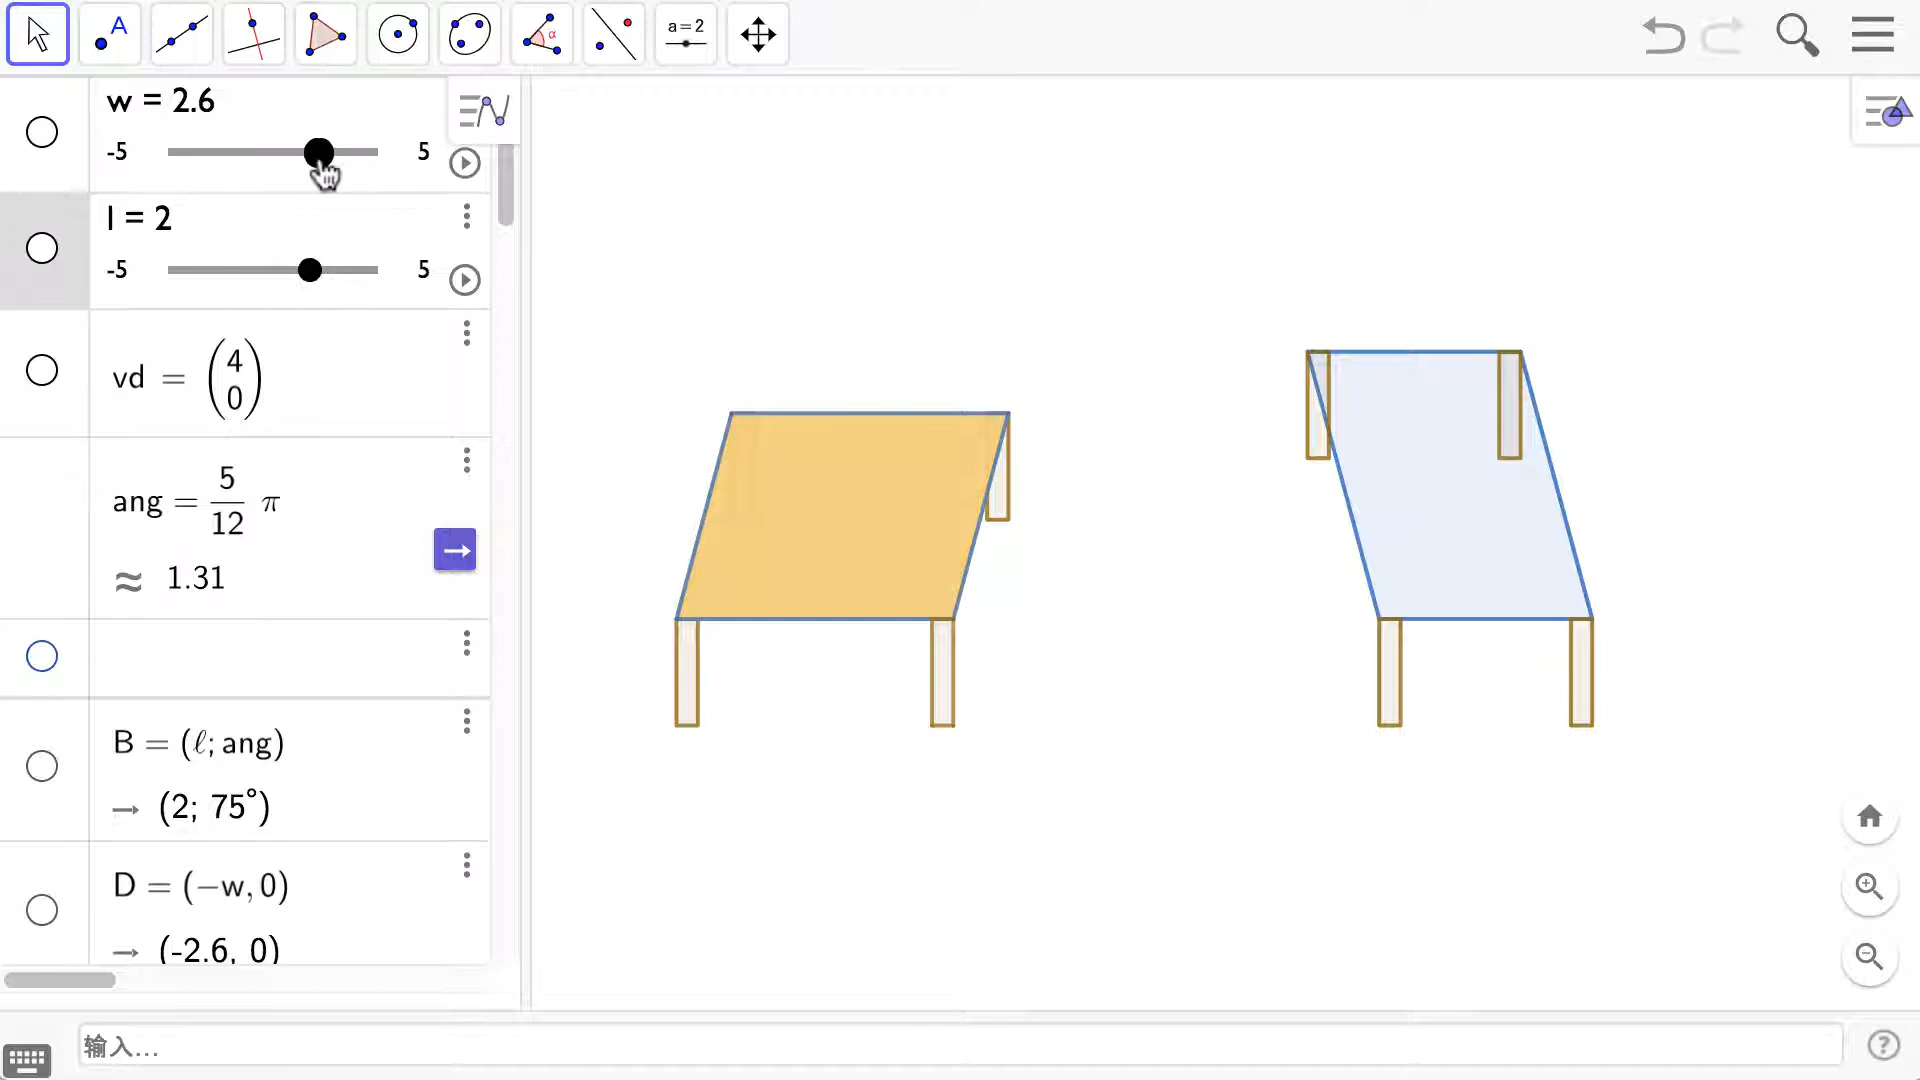 A
α
a=2
w = 2.6
-5 5
l = 2
-5 5
vd = (4 0)
ang = 5/12 π
≈ 1.31
B = (ℓ; ang)
→ (2; 75°)
D = (−w, 0)
→ (-2.6, 0)
输入...
?